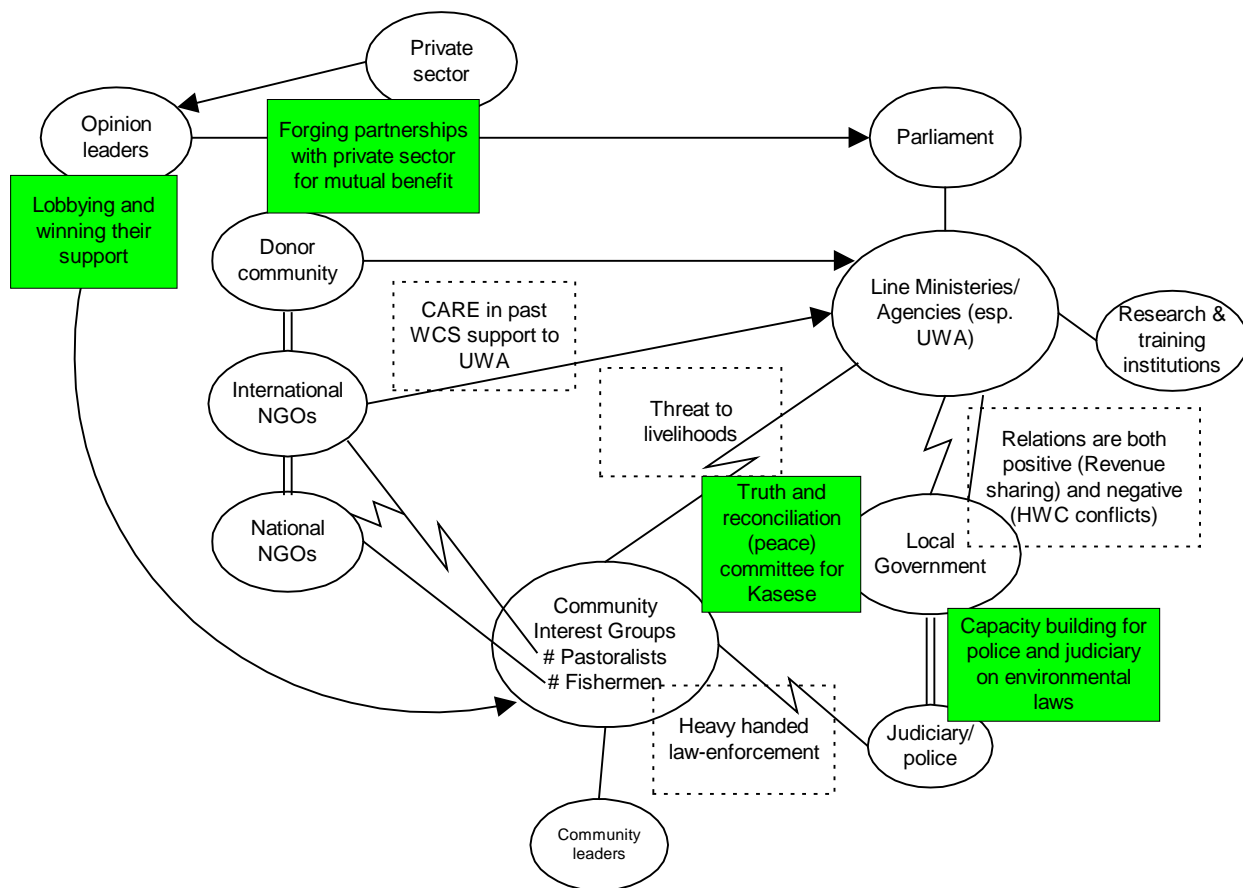 Private
sector
Opinion
leaders
Forging partnerships
with private sector
for mutual benefit
Parliament
Lobbying and
winning their
support
Donor
community
CARE in past
WCS support to
UWA
Line Ministries/
Agencies (esp.
UWA)
Research &
training
institutions
International
NGOs
Threat to
livelihoods
Relations are both
positive (Revenue
sharing) and negative
(HWC conflicts)
National
NGOs
Truth and
reconciliation
(peace)
committee for
Kasese
Local
Government
Community
Interest Groups
# Pastoralists
# Fishermen
Capacity building for
police and judiciary
on environmental
laws
Heavy handed
law-enforcement
Judiciary/
police
Community
leaders